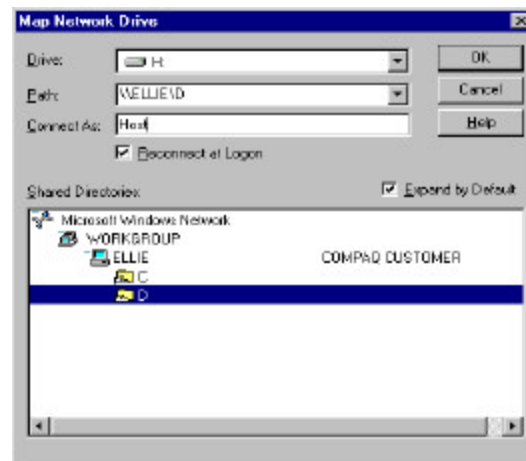 Map Network Drive
Drive:
OK
Path: \\ELLIE\D
Cancel
Connect As: Host
Help
Reconnect at Logon
Shared Directories:
Expand by Default
Microsoft Windows Network
WORKGROUP
ELLIE COMPAQ CUSTOMER
C
D